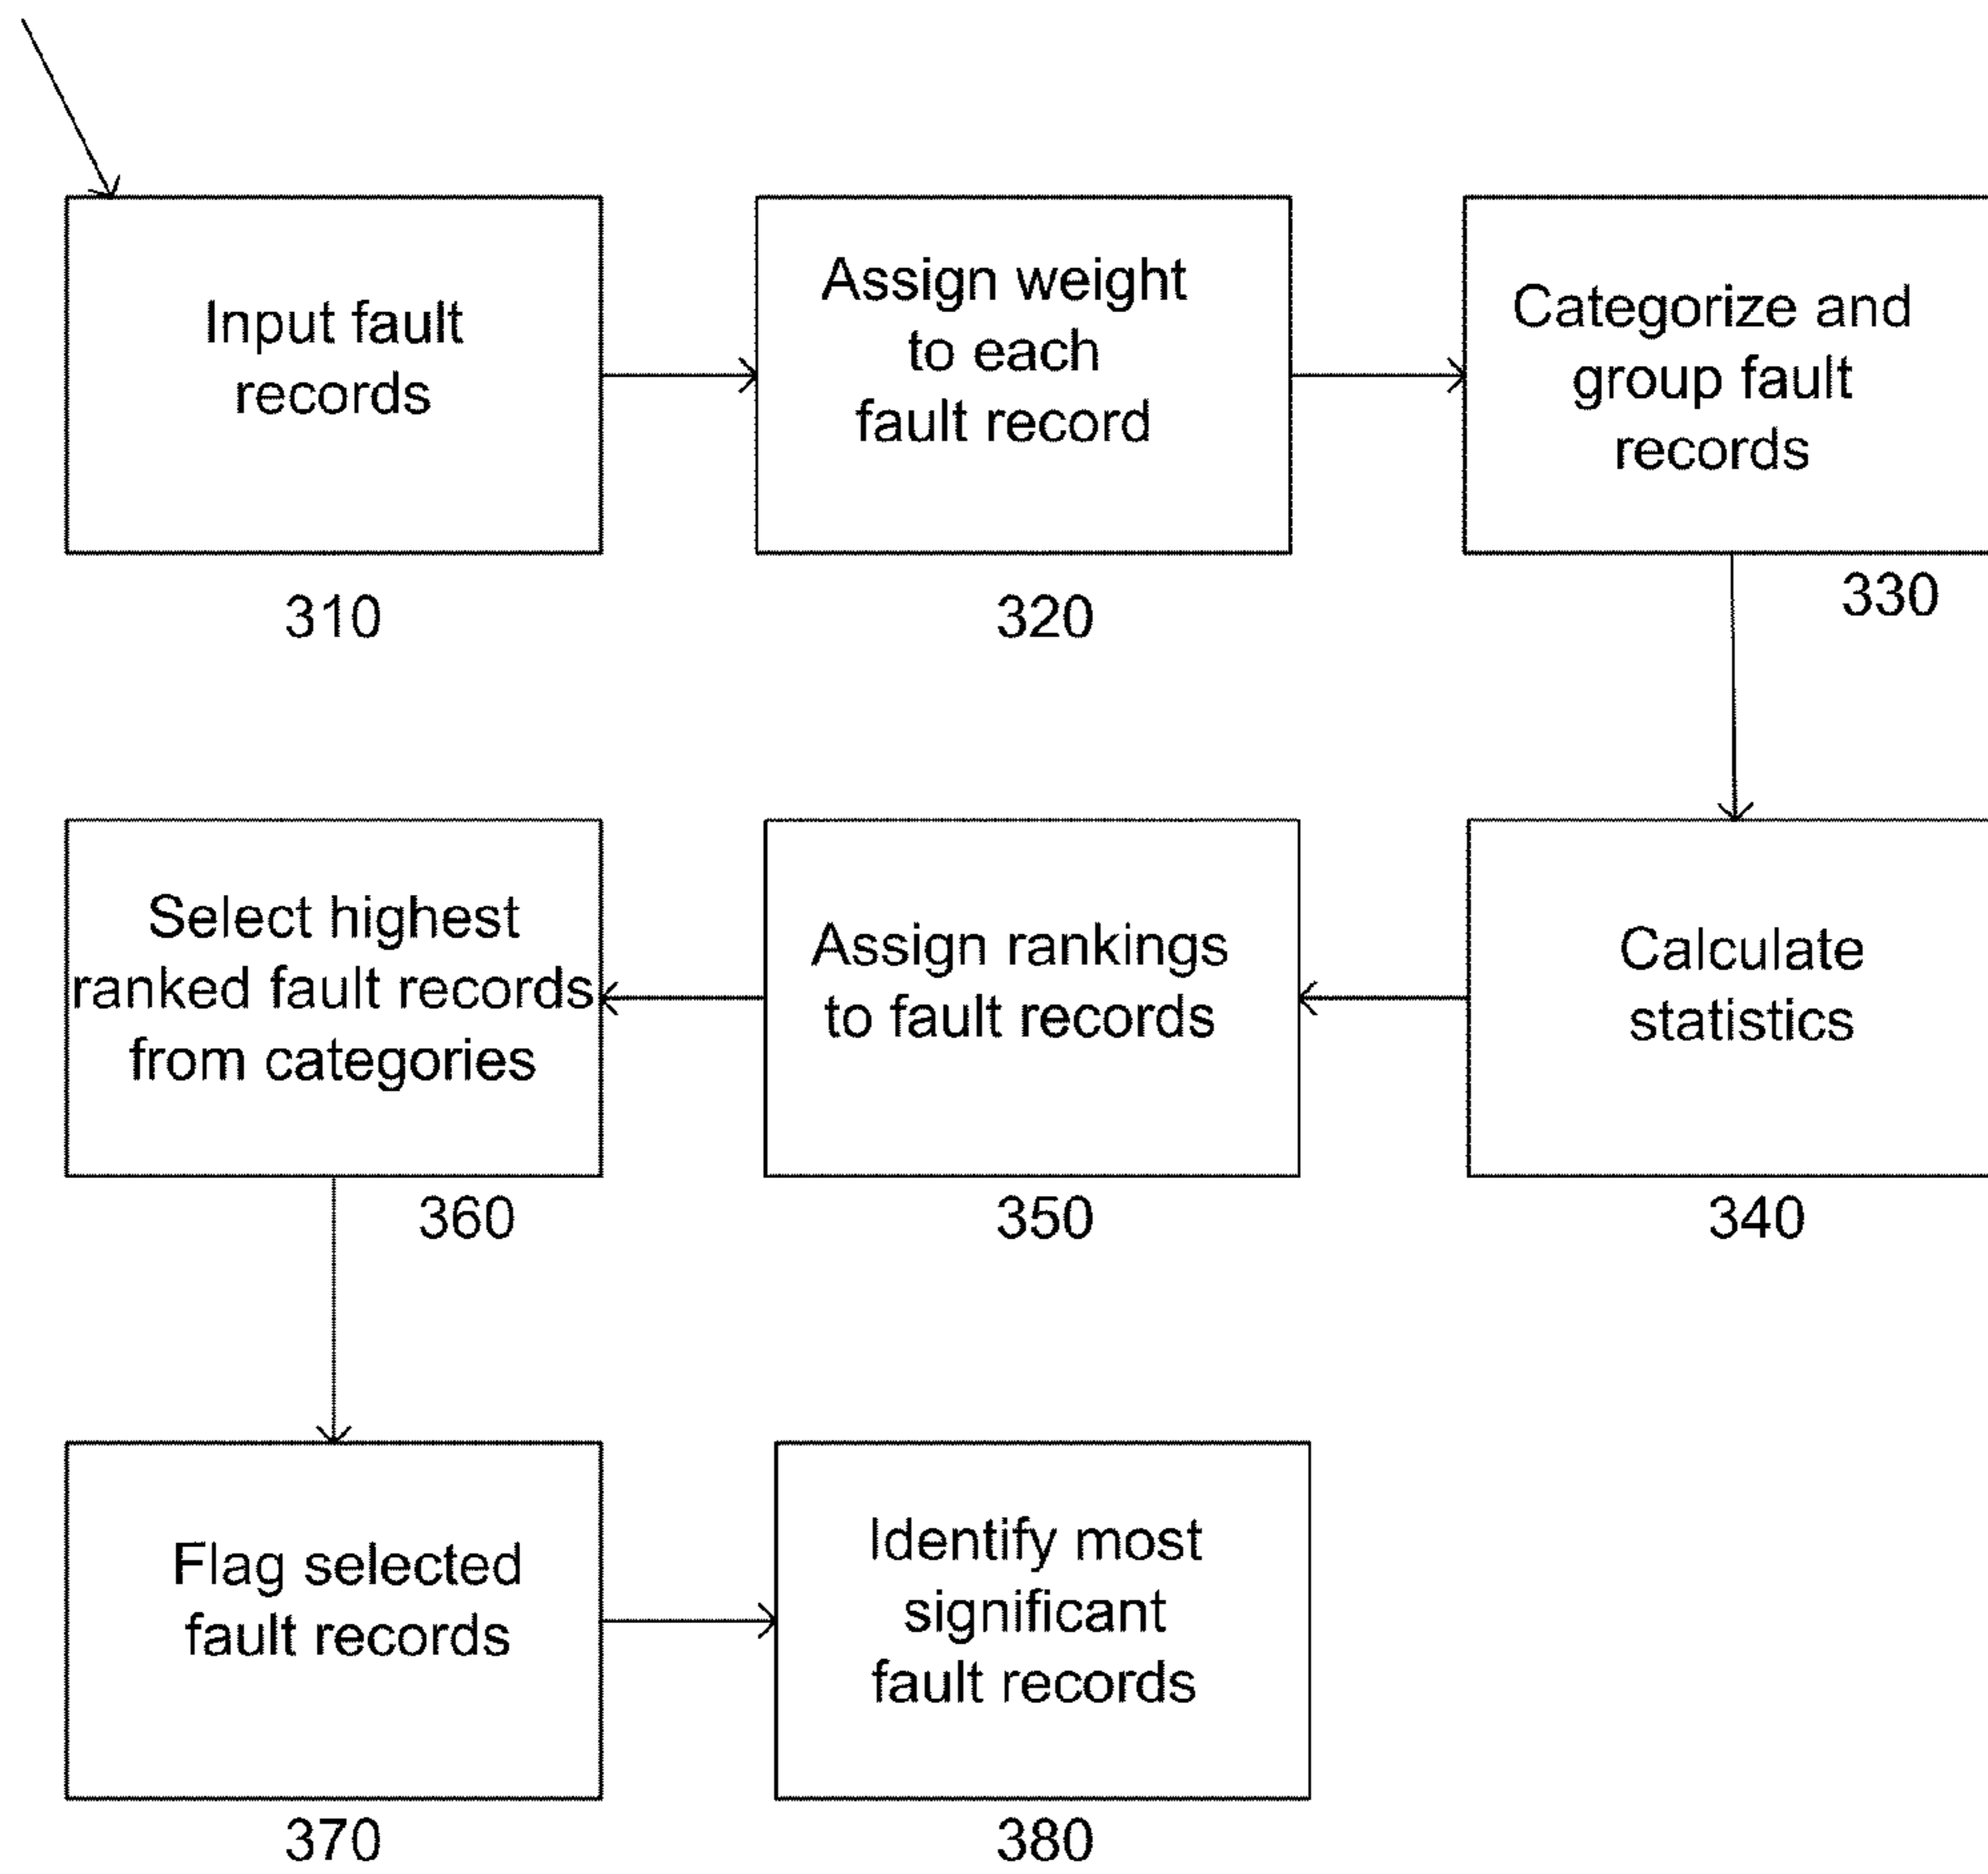 Input fault
records
310
Assign weight
to each
fault record
320
Categorize and
group fault
records
330
Calculate
statistics
340
Assign rankings
to fault records
350
Select highest
ranked fault records
from categories
360
Flag selected
fault records
370
Identify most
significant
fault records
380